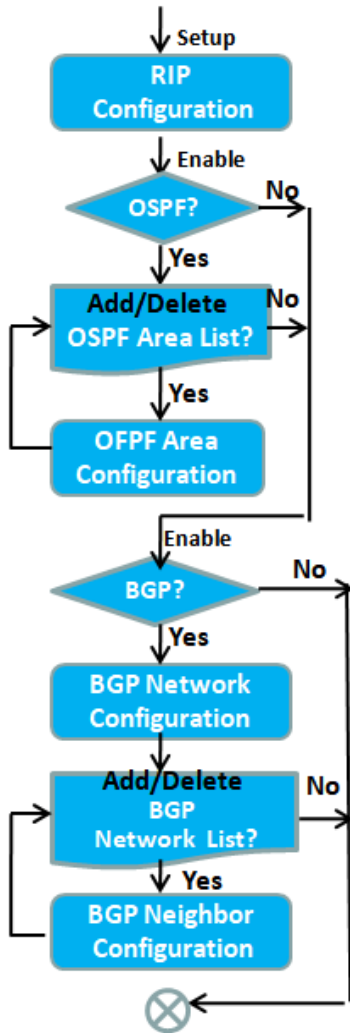 Setup
RIP
Configuration
Enable
OSPF?
No
Yes
Add/Delete
No
OSPF Area List?
Yes
OFPF Area
Configuration
Enable
BGP?
No
Yes
BGP Network
Configuration
Add/Delete
No
BGP
Network List?
Yes
BGP Neighbor
Configuration